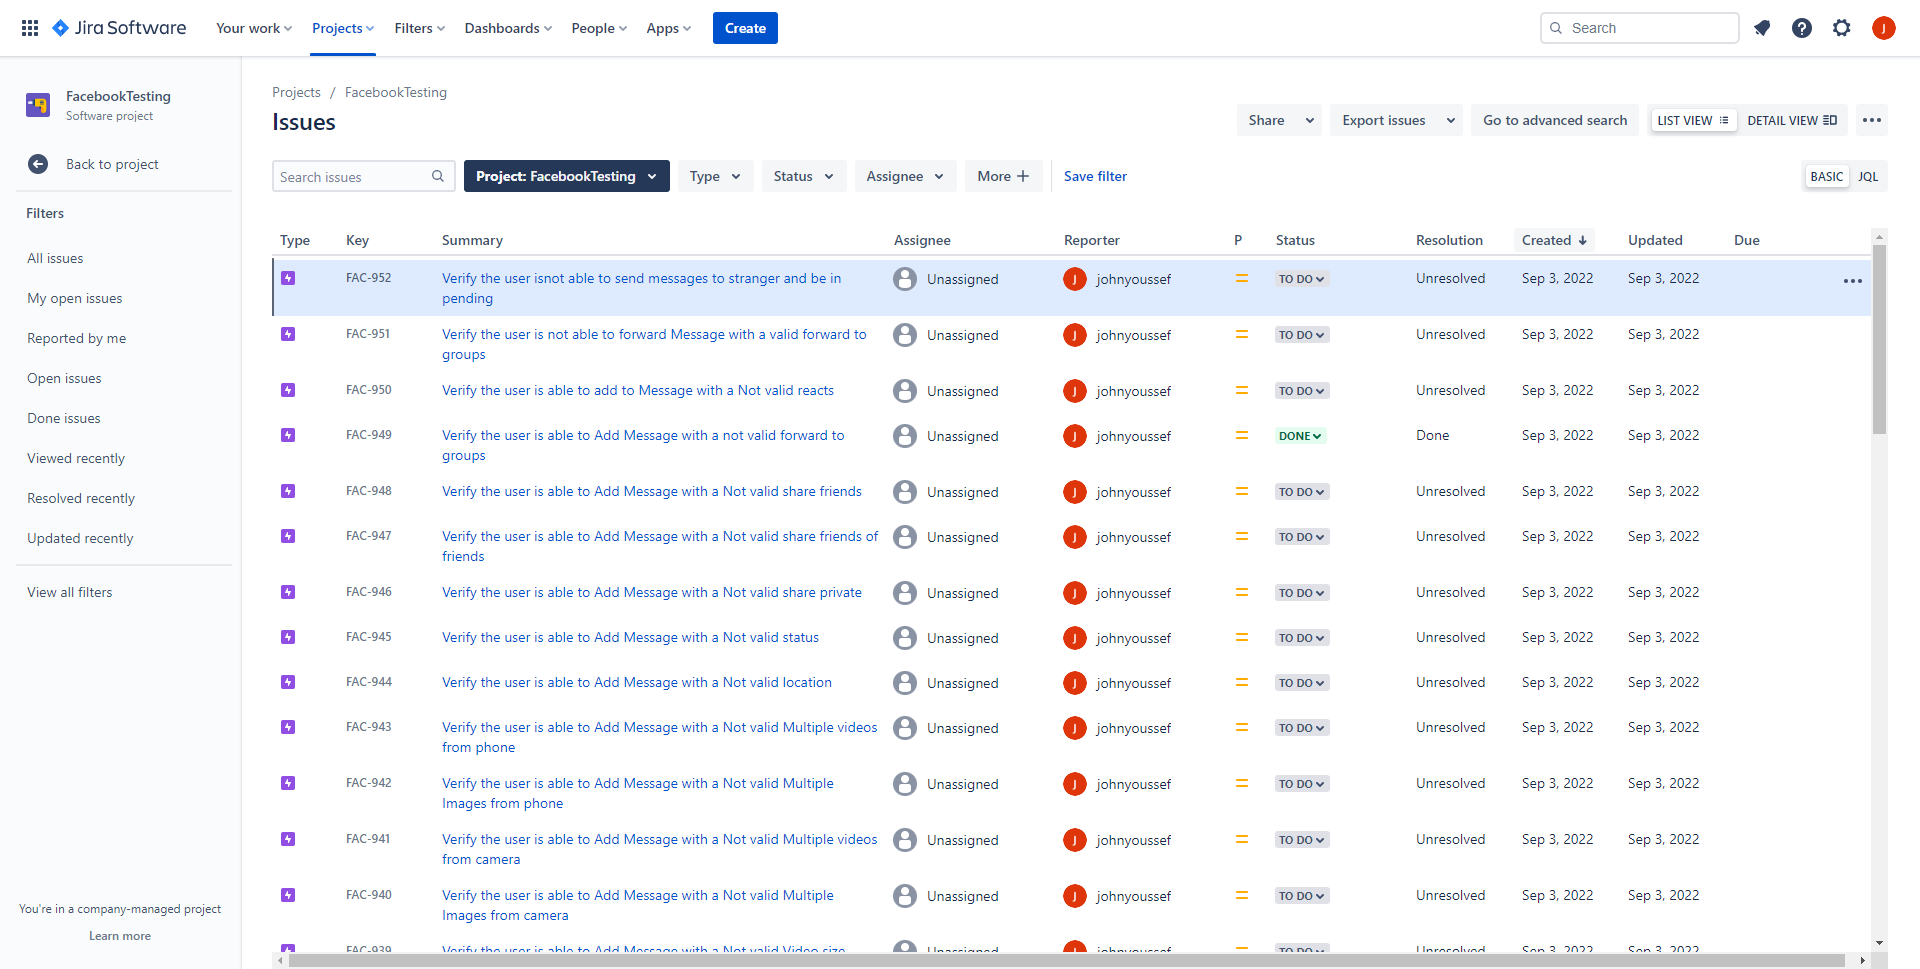 Jira Software
Your work
Projects
Filters
Dashboards
People
Apps
Create
Search
J
FacebookTesting
Software project
Back to project
Filters
All issues
My open issues
Reported by me
Open issues
Done issues
Viewed recently
Resolved recently
Updated recently
View all filters
You're in a company-managed project
Learn more
Projects / FacebookTesting
Issues
Share
Export issues
Go to advanced search
LIST VIEW
DETAIL VIEW
Search issues
Project: FacebookTesting
Type
Status
Assignee
More
Save filter
BASIC
JQL
Type Key Summary Assignee Reporter P Status Resolution Created Updated Due
FAC-952 Verify the user isnot able to send messages to stranger and be in Unassigned J johnyoussef TO DO Unresolved Sep 3, 2022 Sep 3, 2022
pending
FAC-951 Verify the user is not able to forward Message with a valid forward to Unassigned J johnyoussef TO DO Unresolved Sep 3, 2022 Sep 3, 2022
groups
FAC-950 Verify the user is able to add to Message with a Not valid reacts Unassigned J johnyoussef TO DO Unresolved Sep 3, 2022 Sep 3, 2022
FAC-949 Verify the user is able to Add Message with a not valid forward to Unassigned J johnyoussef DONE Done Sep 3, 2022 Sep 3, 2022
groups
FAC-948 Verify the user is able to Add Message with a Not valid share friends Unassigned J johnyoussef TO DO Unresolved Sep 3, 2022 Sep 3, 2022
FAC-947 Verify the user is able to Add Message with a Not valid share friends of Unassigned J johnyoussef TO DO Unresolved Sep 3, 2022 Sep 3, 2022
friends
FAC-946 Verify the user is able to Add Message with a Not valid share private Unassigned J johnyoussef TO DO Unresolved Sep 3, 2022 Sep 3, 2022
FAC-945 Verify the user is able to Add Message with a Not valid status Unassigned J johnyoussef TO DO Unresolved Sep 3, 2022 Sep 3, 2022
FAC-944 Verify the user is able to Add Message with a Not valid location Unassigned J johnyoussef TO DO Unresolved Sep 3, 2022 Sep 3, 2022
FAC-943 Verify the user is able to Add Message with a Not valid Multiple videos Unassigned J johnyoussef TO DO Unresolved Sep 3, 2022 Sep 3, 2022
from phone
FAC-942 Verify the user is able to Add Message with a Not valid Multiple Unassigned J johnyoussef TO DO Unresolved Sep 3, 2022 Sep 3, 2022
Images from phone
FAC-941 Verify the user is able to Add Message with a Not valid Multiple videos Unassigned J johnyoussef TO DO Unresolved Sep 3, 2022 Sep 3, 2022
from camera
FAC-940 Verify the user is able to Add Message with a Not valid Multiple Unassigned J johnyoussef TO DO Unresolved Sep 3, 2022 Sep 3, 2022
Images from camera
FAC-939 Verify the user is able to Add Message with a Not valid Video size Unassigned J johnyoussef TO DO Unresolved Sep 3, 2022 Sep 3, 2022